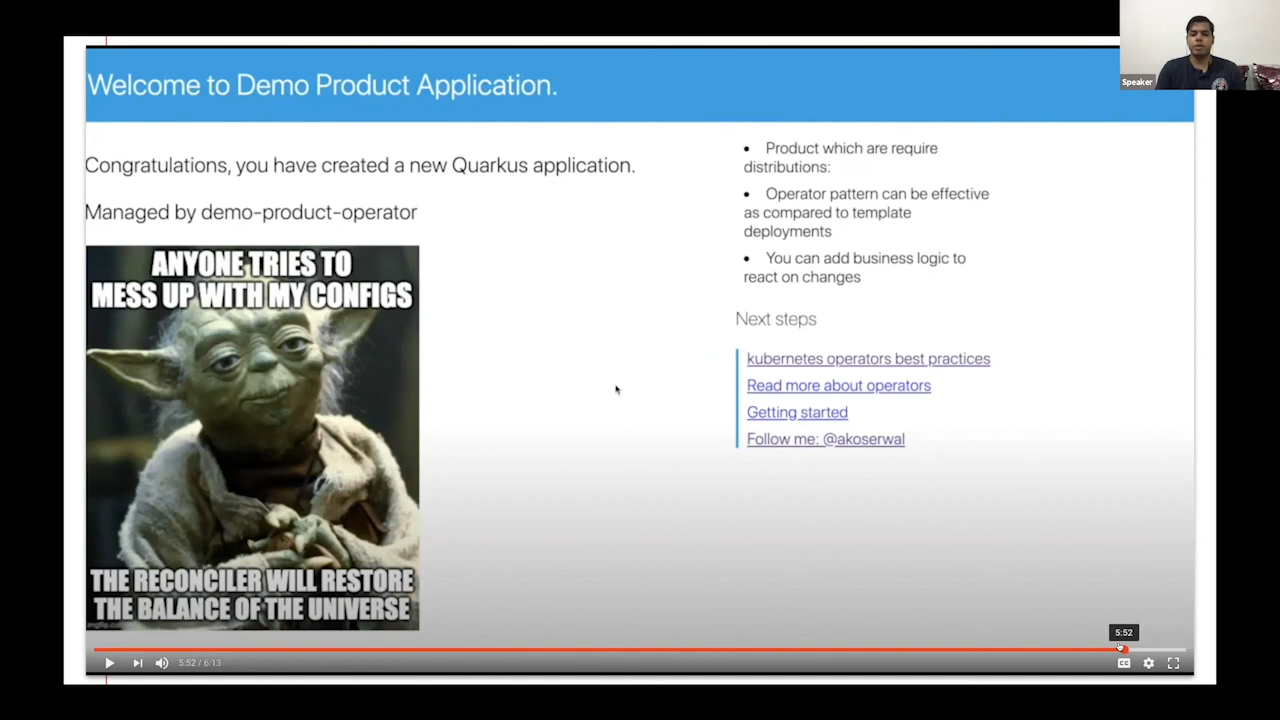 Welcome to Demo Product Application.
Speaker
Congratulations, you have created a new Quarkus application.
Managed by demo-product-operator
ANYONE TRIES TO
MESS UP WITH MY CONFIGS
THE RECONCILER WILL RESTORE
THE BALANCE OF THE UNIVERSE
• Product which are require
distributions:
• Operator pattern can be effective
as compared to template
deployments
• You can add business logic to
react on changes
Next steps
kubernetes operators best practices
Read more about operators
Getting started
Follow me: @akoserwal
5:52
5:52 / 6:13
CC